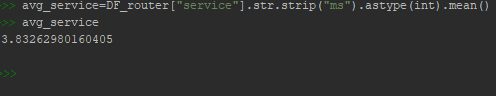 >> avg_service=DF_router["service"].str.strip("ms").astype(int).mean()
>> avg_service
3.83262980160405
>>>